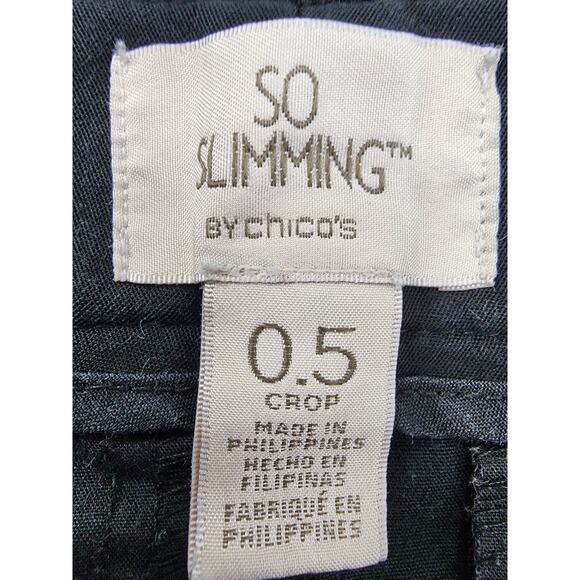 SO
SLIMMING™
BY chico's
0.5
CROP
MADE IN
PHILIPPINES
HECHO EN
FILIPINAS
FABRIQUÉ EN
PHILIPPINES